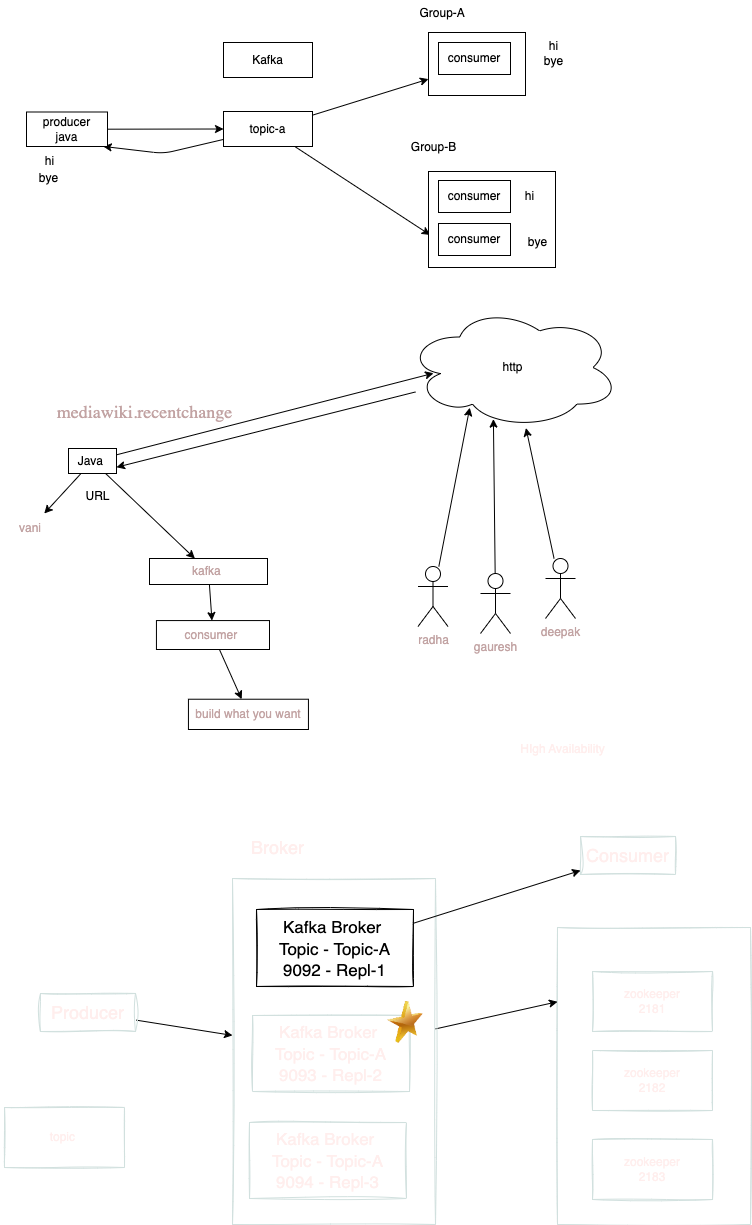 Group-A
Kafka
consumer
hi
bye
producer
java
topic-a
hi
bye
Group-B
consumer
hi
consumer
bye
http
mediawiki.recentchange
Java
URL
vani
kafka
consumer
build what you want
radha
gauresh
deepak
High Availability
Broker
Consumer
Kafka Broker
Topic - Topic-A
9092 - Repl-1
Producer
Kafka Broker
Topic - Topic-A
9093 - Repl-2
zookeeper
2181
zookeeper
2182
topic
Kafka Broker
Topic - Topic-A
9094 - Repl-3
zookeeper
2183